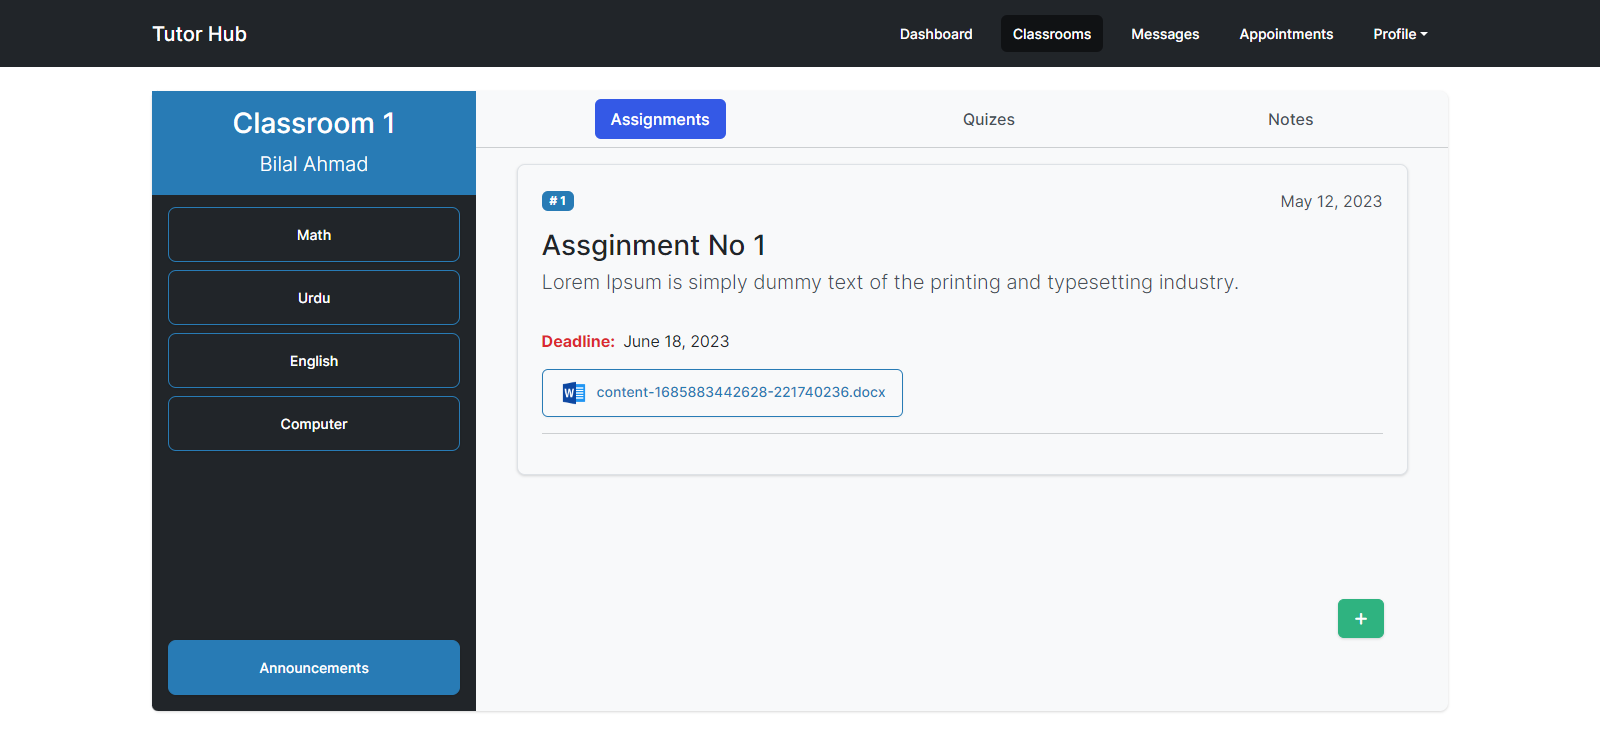 Tutor Hub
Dashboard
Classrooms
Messages
Appointments
Profile
Classroom 1
Bilal Ahmad
Math
Urdu
English
Computer
Announcements
Assignments
Quizes
Notes
# 1
May 12, 2023
Assginment No 1
Lorem Ipsum is simply dummy text of the printing and typesetting industry.
Deadline: June 18, 2023
W content-1685883442628-221740236.docx
+